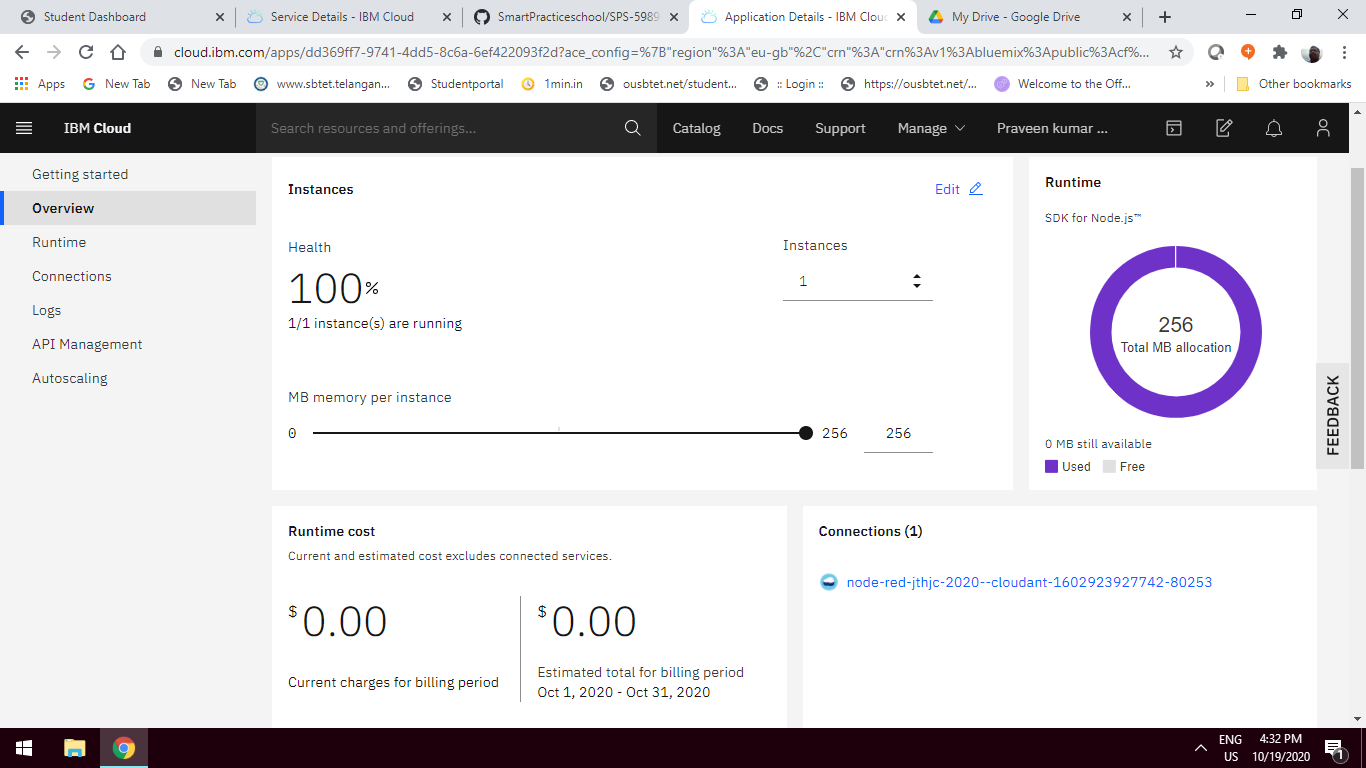 Student Dashboard
Service Details - IBM Cloud
SmartPracticeschool/SPS-5989
Application Details - IBM Clou
My Drive - Google Drive
cloud.ibm.com/apps/dd369ff7-9741-4dd5-8c6a-6ef422093f2d?ace_config=%7B"region"%3A"eu-gb"%2C"crn"%3A"crn%3Av1%3Abluemix%3Apublic%3Acf%...
Apps
New Tab
New Tab
www.sbtet.telangan...
Studentportal
1min.in
ousbtet.net/student...
:: Login ::
https://ousbtet.net/...
Welcome to the Off...
»
Other bookmarks
IBM Cloud
Search resources and offerings...
Catalog
Docs
Support
Manage
Praveen kumar ...
Getting started
Overview
Runtime
Connections
Logs
API Management
Autoscaling
Instances
Edit
Health
100%
1/1 instance(s) are running
Instances
1
MB memory per instance
0
256
256
Runtime
SDK for Node.js™
256
Total MB allocation
0 MB still available
Used
Free
FEEDBACK
Runtime cost
Current and estimated cost excludes connected services.
$0.00
Current charges for billing period
$0.00
Estimated total for billing period
Oct 1, 2020 - Oct 31, 2020
Connections (1)
node-red-jthjc-2020--cloudant-1602923927742-80253
ENG
US
4:32 PM
10/19/2020
1